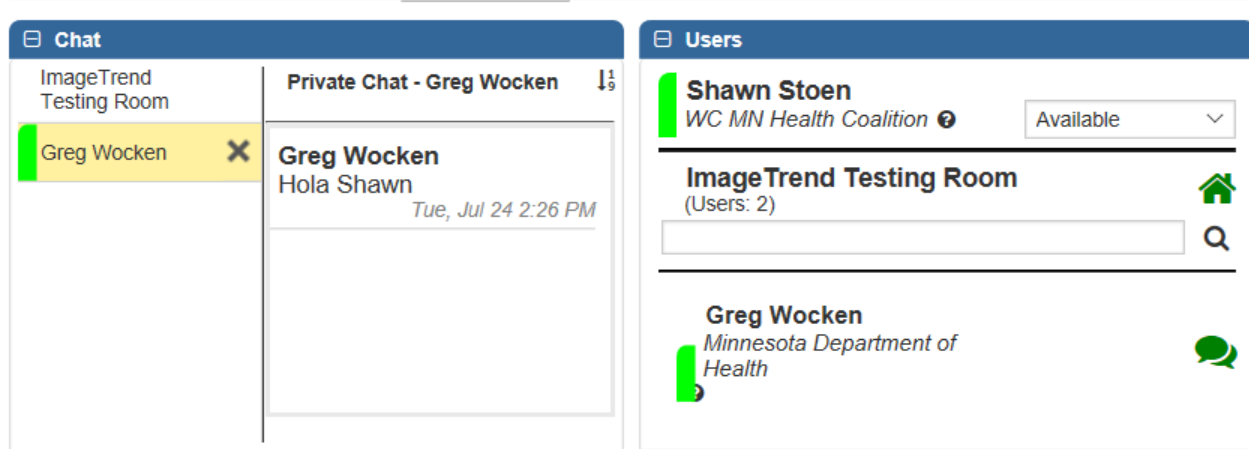 Chat
ImageTrend
Testing Room
Greg Wocken
Private Chat - Greg Wocken
1
9
Greg Wocken
Hola Shawn
Tue, Jul 24 2:26 PM
Users
Shawn Stoen
WC MN Health Coalition
Available
ImageTrend Testing Room
(Users: 2)
Greg Wocken
Minnesota Department of
Health